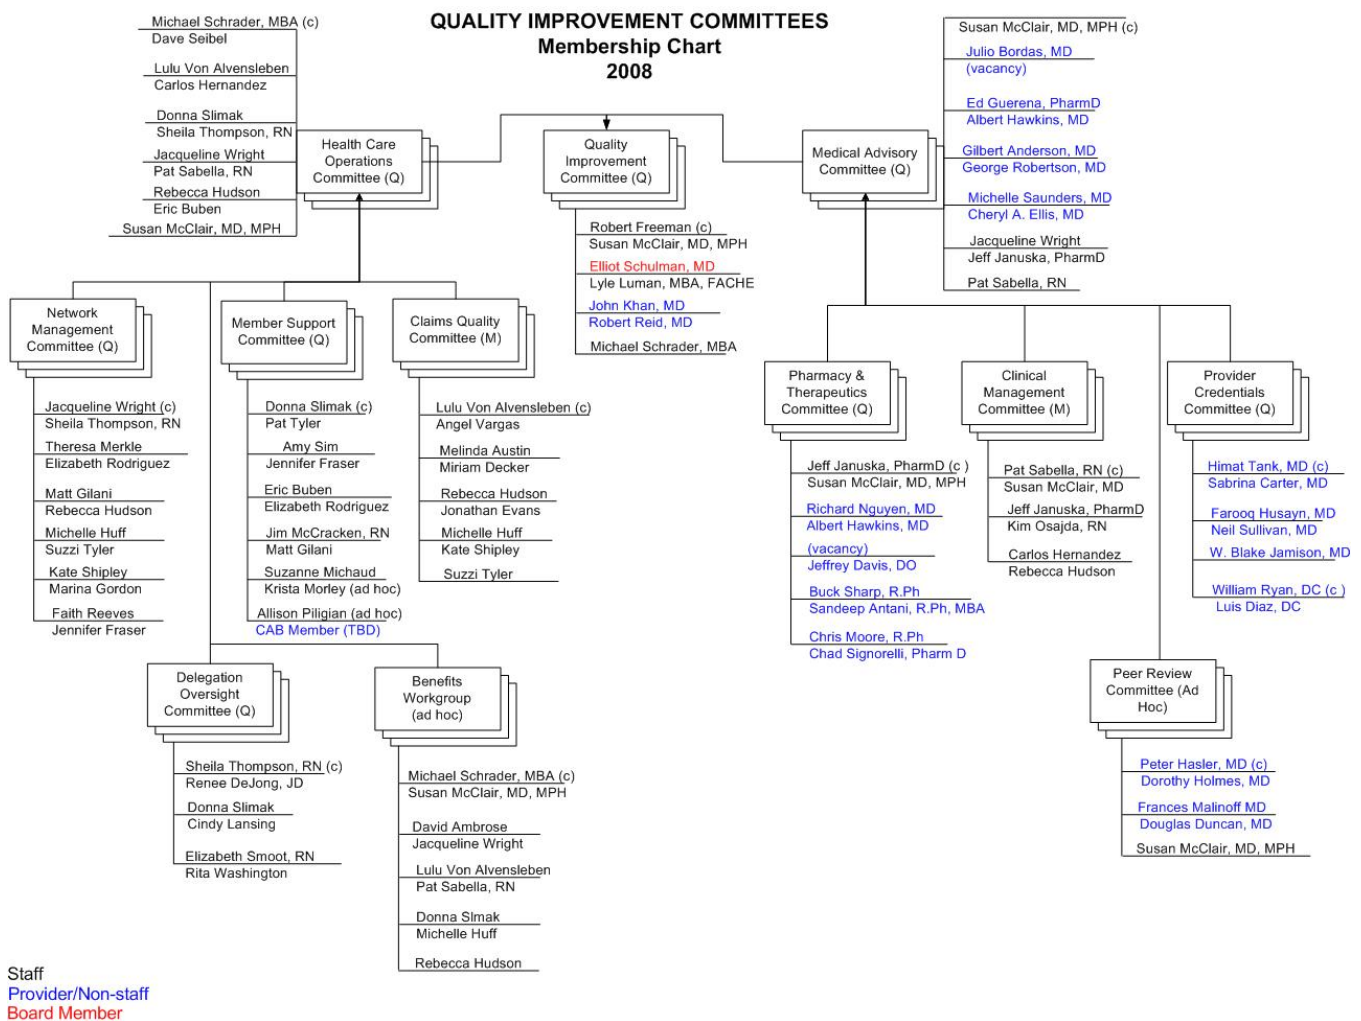 QUALITY IMPROVEMENT COMMITTEES
Membership Chart
2008
Michael Schrader, MBA (c)
Dave Seibel
Lulu Von Alvensleben
Carlos Hernandez
Donna Slimak
Sheila Thompson, RN
Jacqueline Wright
Pat Sabella, RN
Rebecca Hudson
Eric Buben
Susan McClair, MD, MPH
Health Care
Operations
Committee (Q)
Quality
Improvement
Committee (Q)
Robert Freeman (c)
Susan McClair, MD, MPH
Elliot Schulman, MD
Lyle Luman, MBA, FACHE
John Khan, MD
Robert Reid, MD
Michael Schrader, MBA
Medical Advisory
Committee (Q)
Susan McClair, MD, MPH (c)
Julio Bordas, MD
(vacancy)
Ed Guerena, PharmD
Albert Hawkins, MD
Gilbert Anderson, MD
George Robertson, MD
Michelle Saunders, MD
Cheryl A. Ellis, MD
Jacqueline Wright
Jeff Januska, PharmD
Pat Sabella, RN
Network
Management
Committee (Q)
Jacqueline Wright (c)
Sheila Thompson, RN
Theresa Merkle
Elizabeth Rodriguez
Matt Gilani
Rebecca Hudson
Michelle Huff
Suzzi Tyler
Kate Shipley
Marina Gordon
Faith Reeves
Jennifer Fraser
Member Support
Committee (Q)
Donna Slimak (c)
Pat Tyler
Amy Sim
Jennifer Fraser
Eric Buben
Elizabeth Rodriguez
Jim McCracken, RN
Matt Gilani
Suzanne Michaud
Krista Morley (ad hoc)
Allison Piligian (ad hoc)
CAB Member (TBD)
Claims Quality
Committee (M)
Lulu Von Alvensleben (c)
Angel Vargas
Melinda Austin
Miriam Decker
Rebecca Hudson
Jonathan Evans
Michelle Huff
Kate Shipley
Suzzi Tyler
Pharmacy &
Therapeutics
Committee (Q)
Jeff Januska, PharmD (c )
Susan McClair, MD, MPH
Richard Nguyen, MD
Albert Hawkins, MD
(vacancy)
Jeffrey Davis, DO
Buck Sharp, R.Ph
Sandeep Antani, R.Ph, MBA
Chris Moore, R.Ph
Chad Signorelli, Pharm D
Clinical
Management
Committee (M)
Pat Sabella, RN (c)
Susan McClair, MD
Jeff Januska, PharmD
Kim Osajda, RN
Carlos Hernandez
Rebecca Hudson
Provider
Credentials
Committee (Q)
Himat Tank, MD (c)
Sabrina Carter, MD
Farooq Husayn, MD
Neil Sullivan, MD
W. Blake Jamison, MD
William Ryan, DC (c )
Luis Diaz, DC
Delegation
Oversight
Committee (Q)
Sheila Thompson, RN (c)
Renee DeJong, JD
Donna Slimak
Cindy Lansing
Elizabeth Smoot, RN
Rita Washington
Benefits
Workgroup
(ad hoc)
Michael Schrader, MBA (c)
Susan McClair, MD, MPH
David Ambrose
Jacqueline Wright
Lulu Von Alvensleben
Pat Sabella, RN
Donna Slmak
Michelle Huff
Rebecca Hudson
Peer Review
Committee (Ad
Hoc)
Peter Hasler, MD (c)
Dorothy Holmes, MD
Frances Malinoff MD
Douglas Duncan, MD
Susan McClair, MD, MPH
Staff
Provider/Non-staff
Board Member